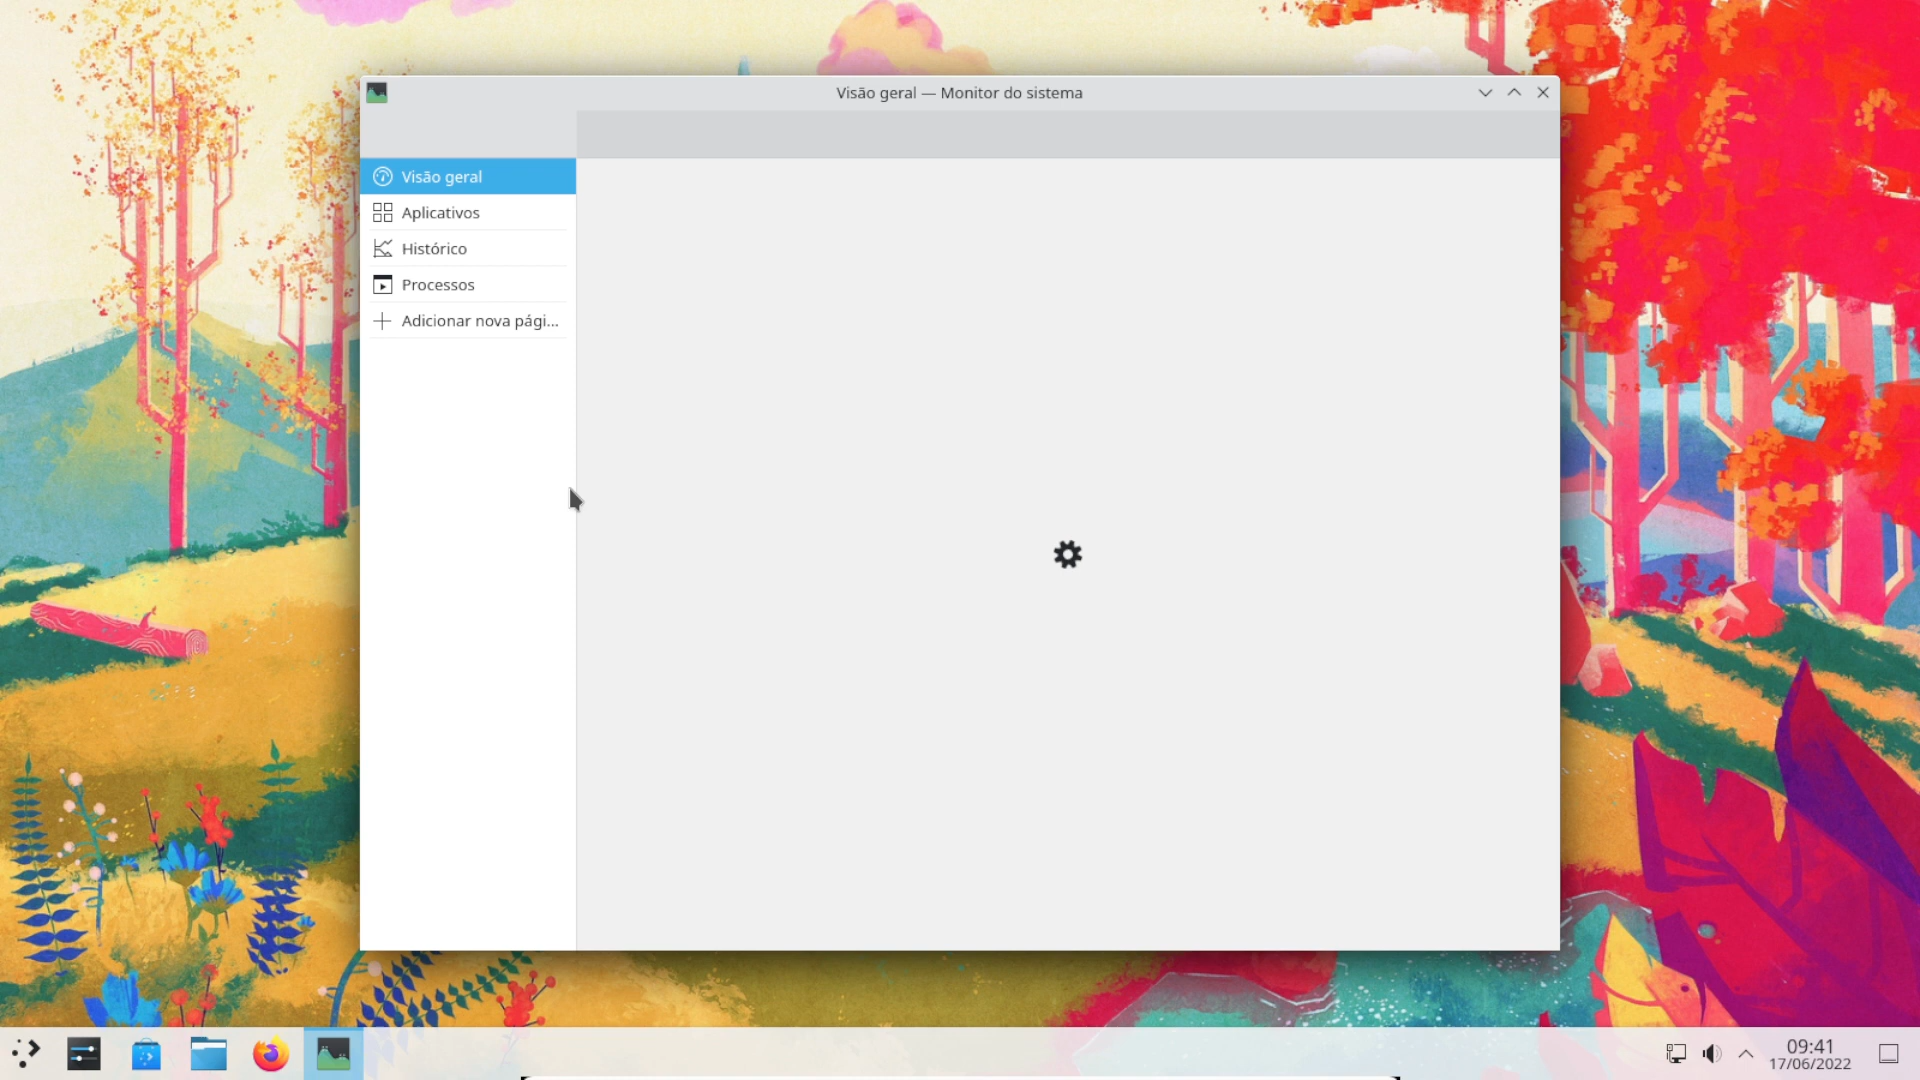 Visão geral — Monitor do sistema
Visão geral
Aplicativos
Histórico
Processos
Adicionar nova pági...
09:41
17/06/2022